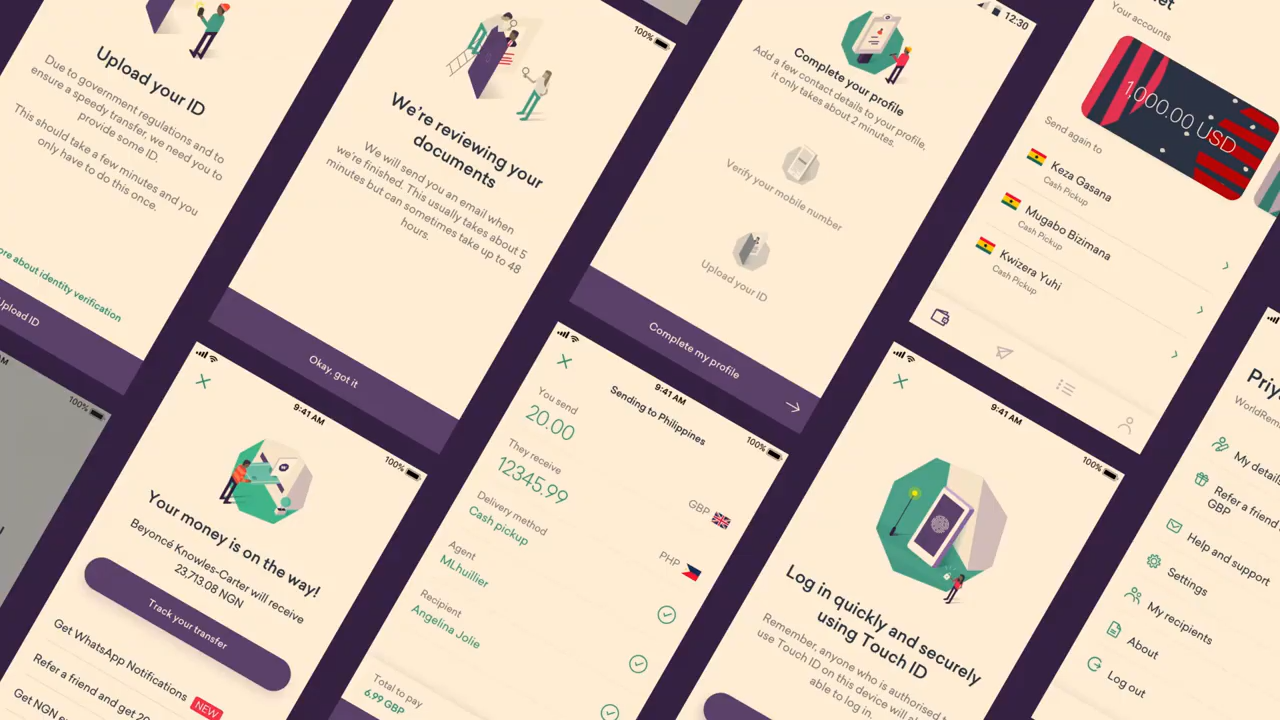 Upload your ID
Due to government regulations and to
ensure a speedy transfer, we need you to
provide some ID.
This should take a few minutes and you
only have to do this once.
about identity verification
Upload ID
100%
We're reviewing your
documents
We will send you an email when
we're finished. This usually takes about 5
minutes but can sometimes take up to 48
hours.
Okay, got it
12:30
Complete your profile
Add a few contact details to your profile,
it only takes about 2 minutes.
Verify your mobile number
Upload your ID
Complete my profile
Your accounts
1,000.00 USD
Send again to
Keza Gasana
Cash Pickup
Mugabo Bizimana
Cash Pickup
Kwizera Yuhi
Cash Pickup
AM
100%
9:41 AM
100%
Your money is on the way!
Beyoncé Knowles-Carter will receive
23,713.08 NGN
Track your transfer
Get WhatsApp Notifications NEW
Refer a friend and get 20
Get NGN
9:41 AM
100%
Sending to Philippines
You send
20.00
GBP
They receive
12345.99
PHP
Delivery method
Cash pickup
Agent
MLhuillier
Recipient
Angelina Jolie
Total to pay
6.99 GBP
9:41 AM
100%
Log in quickly and securely
using Touch ID
Remember, anyone who is authorised to
use Touch ID on this device will also be
able to log in.
My details
Refer a friend
GBP
Help and support
Settings
My recipients
About
Log out